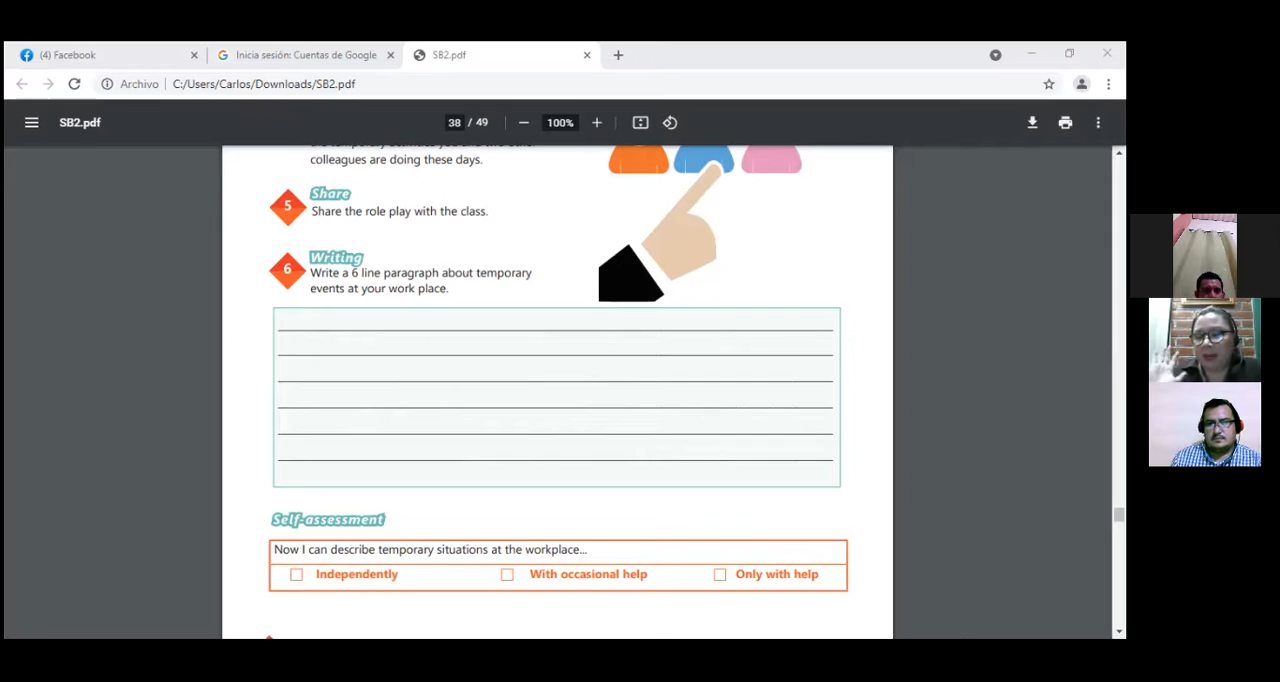 (4) Facebook
Inicia sesión: Cuentas de Google
SB2.pdf
Archivo
C:/Users/Carlos/Downloads/SB2.pdf
SB2.pdf
38 / 49
100%
colleagues are doing these days.
5
Share
Share the role play with the class.
6
Writing
Write a 6 line paragraph about temporary
events at your work place.
Self-assessment
Now I can describe temporary situations at the workplace...
Independently
With occasional help
Only with help